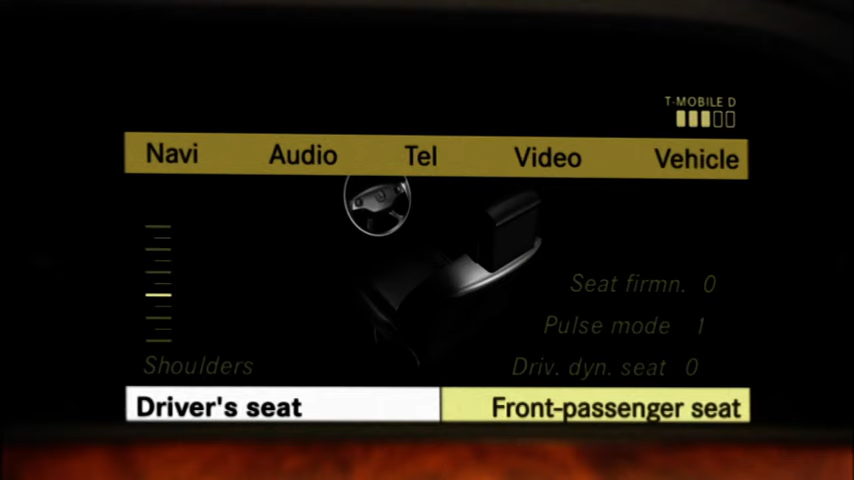 T-MOBILE D
Navi Audio Tel Video Vehicle
Seat firmn. 0
Pulse mode 1
Shoulders Driv. dyn. seat 0
Driver's seat Front-passenger seat